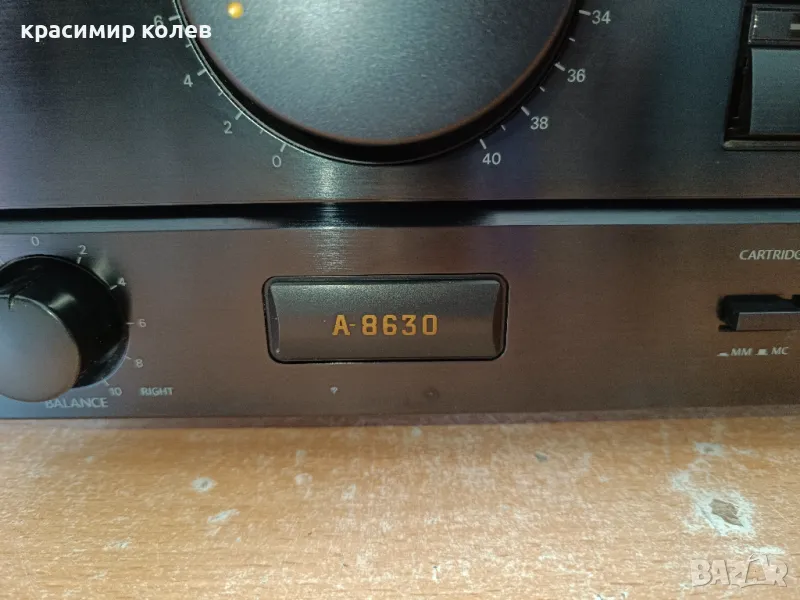 красимир колев
6
4
2
0
34
36
38
40
0
2
4
6
8
10
RIGHT
BALANCE
A-8630
MM
MC
BAZAR